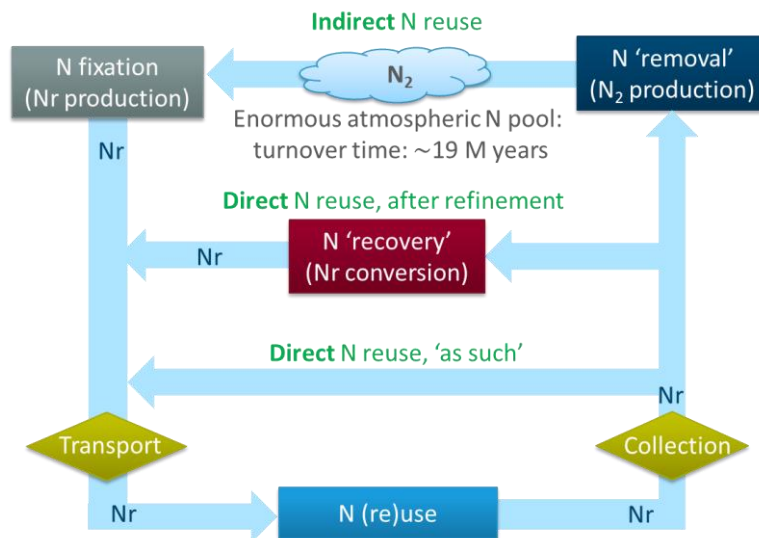 Indirect N reuse
N fixation
(Nr production)
N₂
N ‘removal’
(N₂ production)
Enormous atmospheric N pool:
turnover time: ~19 M years
Nr
Direct N reuse, after refinement
Nr
N ‘recovery’
(Nr conversion)
Direct N reuse, ‘as such’
Nr
Transport
Collection
Nr
N (re)use
Nr